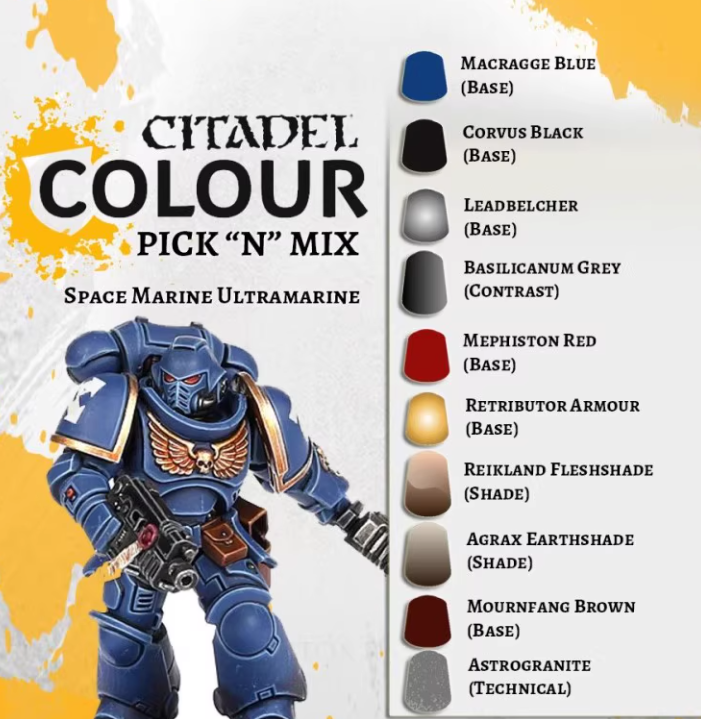 CITADEL
COLOUR
PICK “N” MIX
SPACE MARINE ULTRAMARINE
MACRAGGE BLUE
(BASE)
CORVUS BLACK
(BASE)
LEADBELCHER
(BASE)
BASILICANUM GREY
(CONTRAST)
MEPHISTON RED
(BASE)
RETRIBUTOR ARMOUR
(BASE)
REIKLAND FLESHSHADE
(SHADE)
AGRAX EARTHSHADE
(SHADE)
MOURNFANG BROWN
(BASE)
ASTROGRANITE
(TECHNICAL)